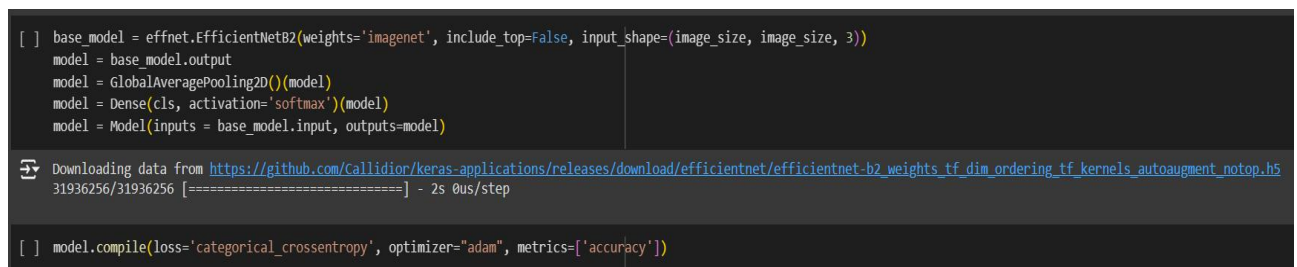 [ ] base_model = effnet.EfficientNetB2(weights='imagenet', include_top=False, input_shape=(image_size, image_size, 3))
model = base_model.output
model = GlobalAveragePooling2D()(model)
model = Dense(cls, activation='softmax')(model)
model = Model(inputs = base_model.input, outputs=model)
Downloading data from https://github.com/Callidior/keras-applications/releases/download/efficientnet/efficientnet-b2_weights_tf_dim_ordering_tf_kernels_autoaugment_notop.h5
31936256/31936256 [==============================] - 2s 0us/step
[ ] model.compile(loss='categorical_crossentropy', optimizer="adam", metrics=['accuracy'])